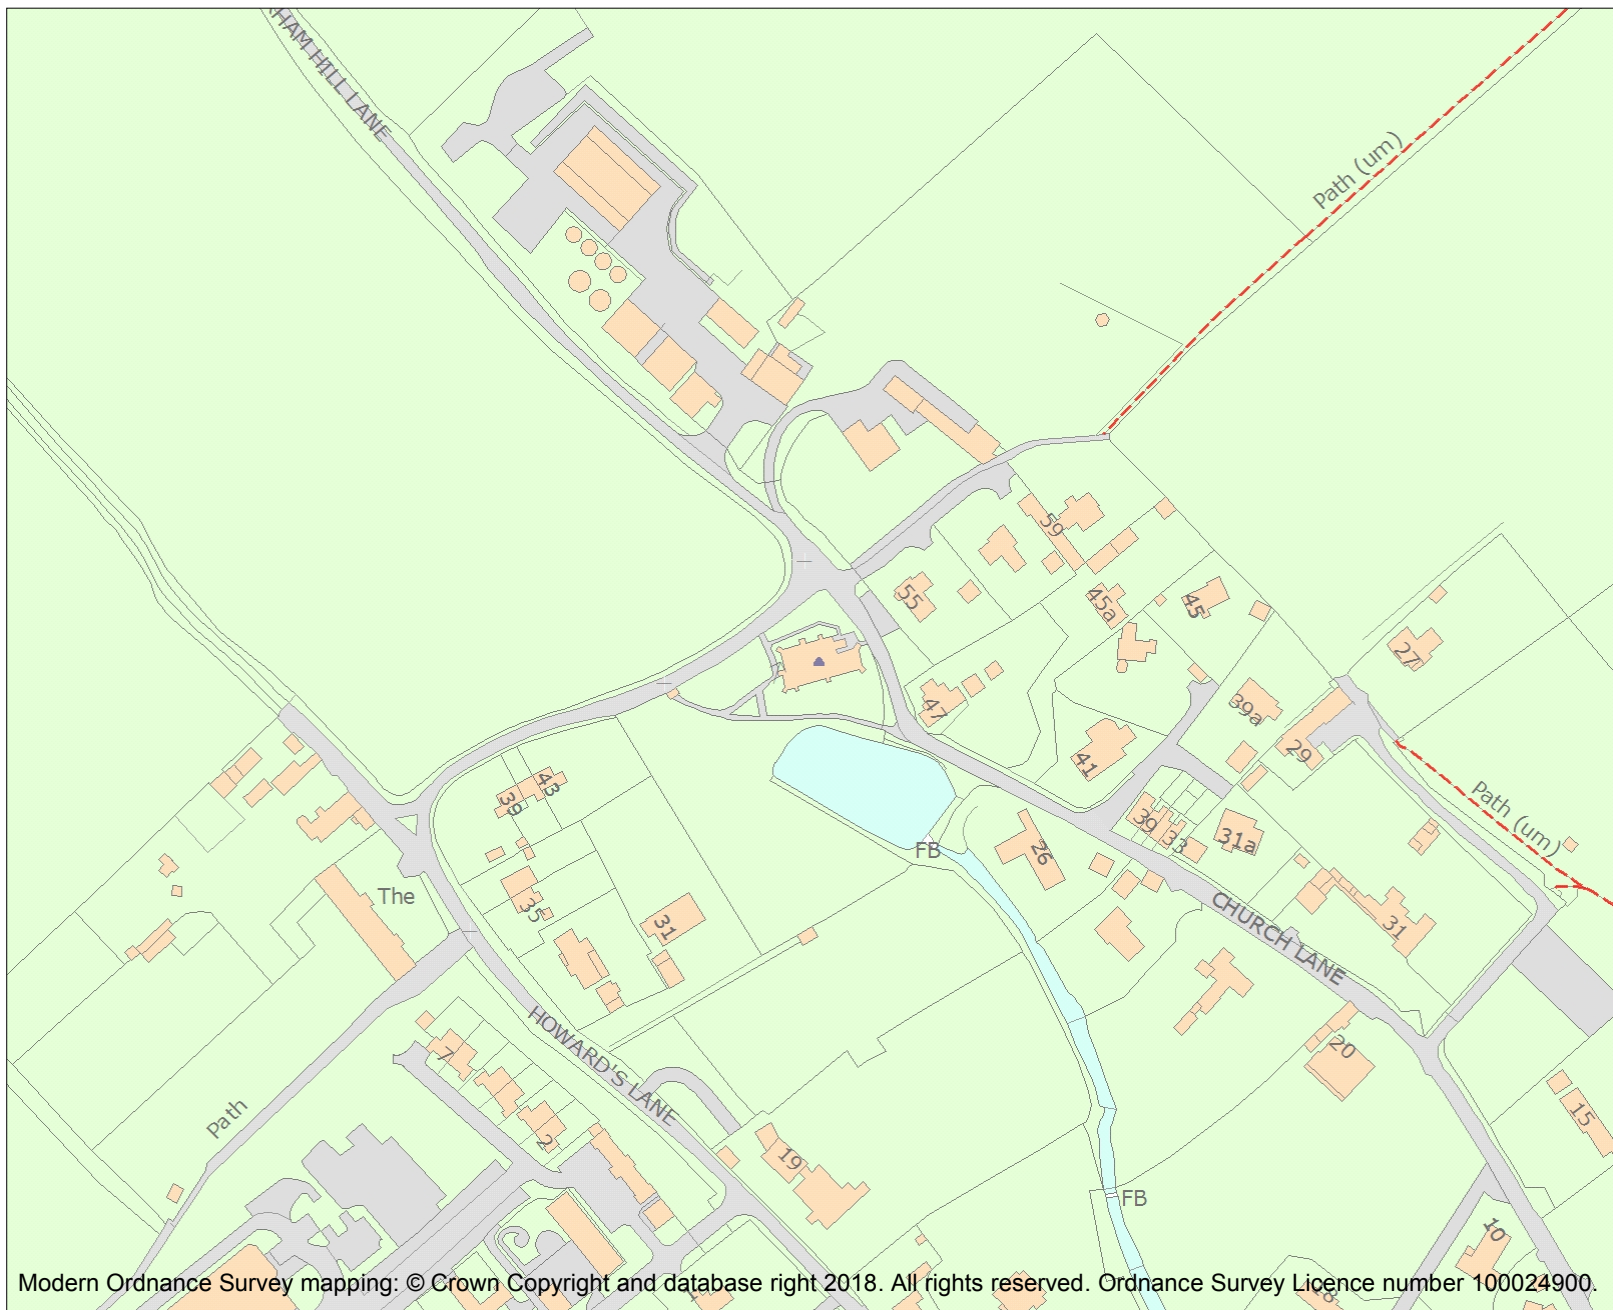 HAM HILL LANE
Path (um)
59
55
45a
45
27
47
39a
29
41
43
39
39
33
31a
Path (um)
FB
26
The
35
31
CHURCH LANE
31
HOWARD'S LANE
7
20
15
Path
2
19
FB
10
Modern Ordnance Survey mapping: © Crown Copyright and database right 2018. All rights reserved. Ordnance Survey Licence number 100024900.